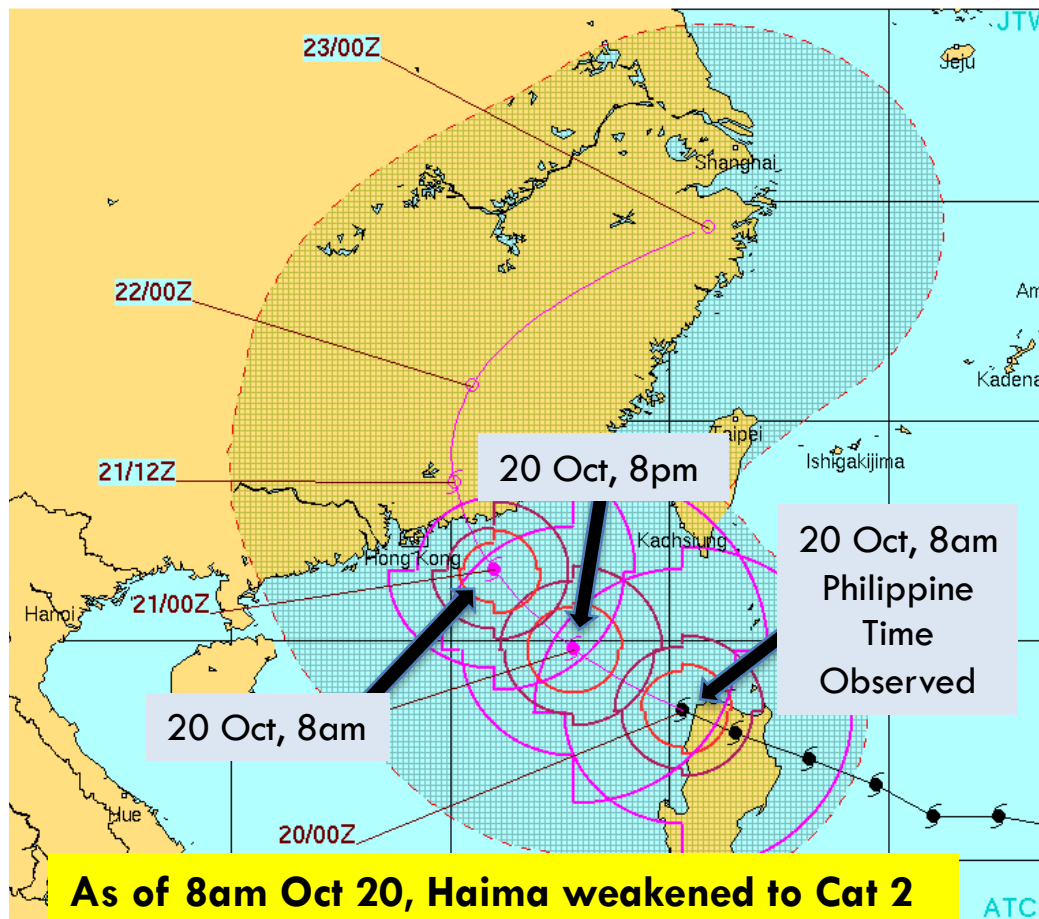 JTW
23/00Z
Jeju
Shanghai
22/00Z
Am
Kadena
Taipei
21/12Z
20 Oct, 8pm
Ishigakijima
Kaohsiung
20 Oct, 8am
Philippine
Time
Observed
Hong Kong
21/00Z
Hanoi
20 Oct, 8am
Hue
20/00Z
As of 8am Oct 20, Haima weakened to Cat 2
ATC